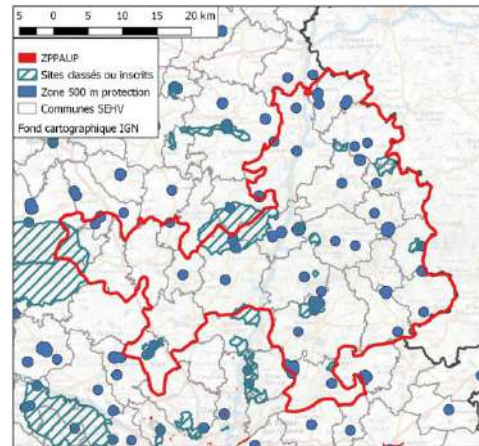 5 0 5 10 15 20 km
ZPPAUP
Sites classés ou inscrits
Zone 500 m protection
Communes SEHV
Fond cartographique IGN